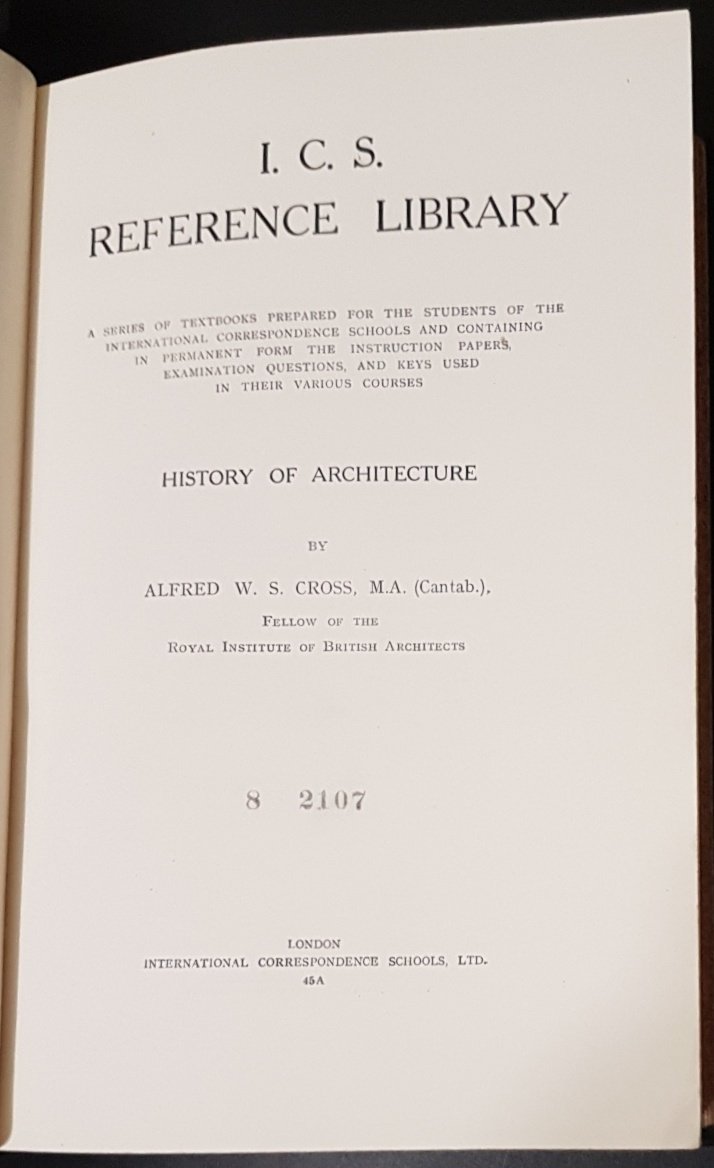 I. C. S.
REFERENCE LIBRARY
A SERIES OF TEXTBOOKS PREPARED FOR THE STUDENTS OF THE
INTERNATIONAL CORRESPONDENCE SCHOOLS AND CONTAINING
IN PERMANENT FORM THE INSTRUCTION PAPERS,
EXAMINATION QUESTIONS, AND KEYS USED
IN THEIR VARIOUS COURSES
HISTORY OF ARCHITECTURE
BY
ALFRED W. S. CROSS, M.A. (Cantab.),
FELLOW OF THE
ROYAL INSTITUTE OF BRITISH ARCHITECTS
8 2107
LONDON
INTERNATIONAL CORRESPONDENCE SCHOOLS, LTD.
45A